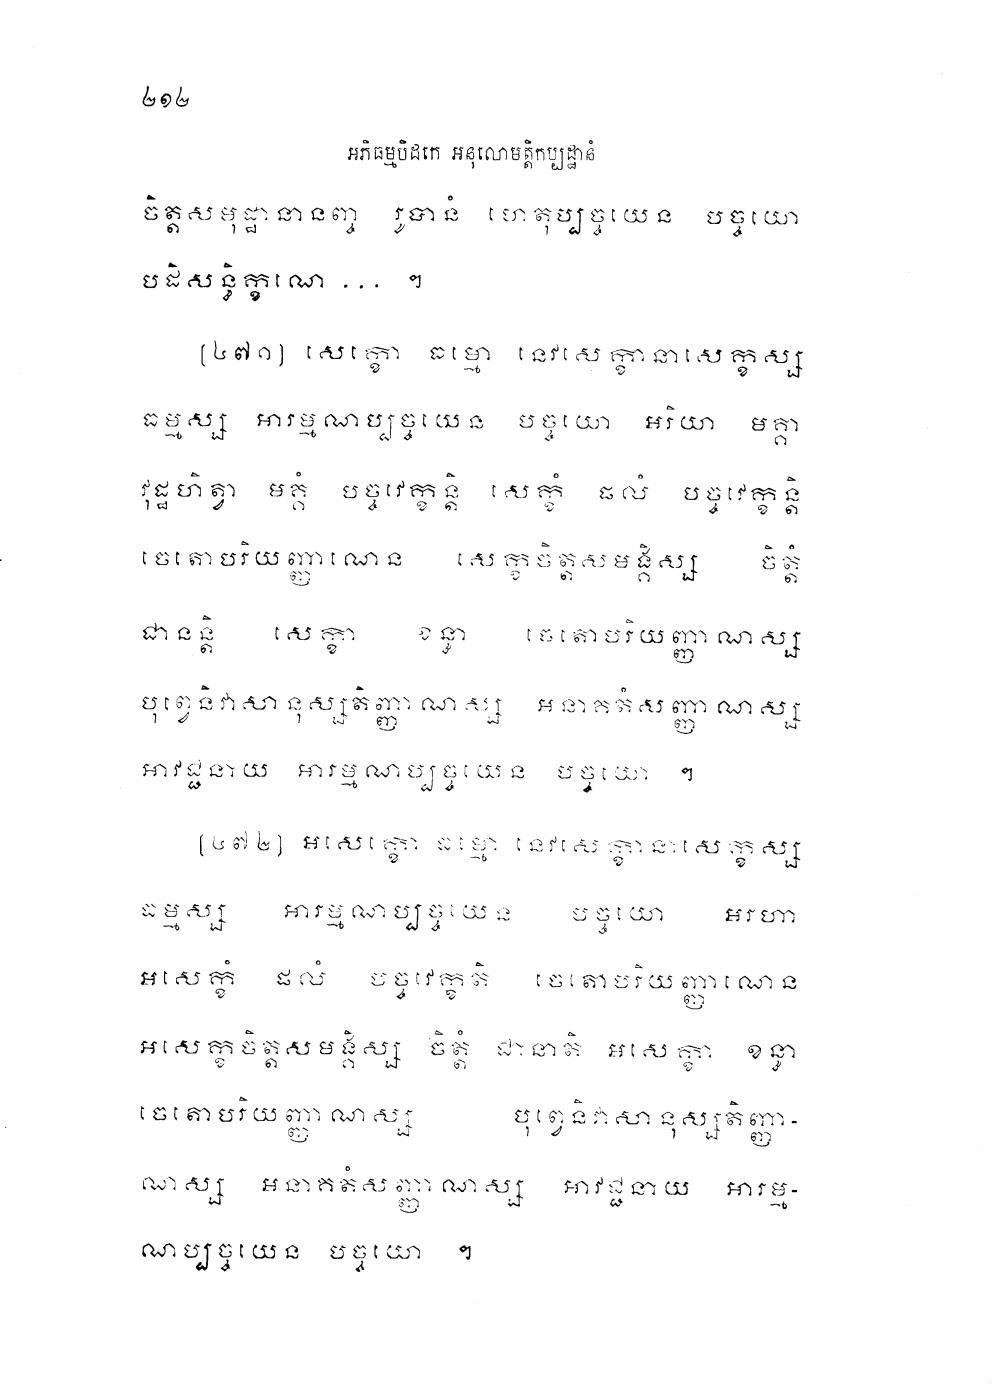 ២១២
អភិធម្មបិដកេ អនុលោមត្តិកប្បដ្ឋានំ
ចិត្តសមុដ្ឋានានញ្ច រូបានំ ហេតុប្បច្ចយេន បច្ចយោ
បដិសន្ធិក្ខណេ ... ។
(៤៧១) សេក្ខោ ធម្មោ នេវសេក្ខានាសេក្ខស្ស
ធម្មស្ស អារម្មណប្បច្ចយេន បច្ចយោ អរិយា មគ្គា
វុដ្ឋហិត្វា មគ្គំ បច្ចវេក្ខន្តិ សេក្ខំ ផលំ បច្ចវេក្ខន្តិ
ចេតោបរិយញ្ញាណេន សេក្ខចិត្តសមង្គិស្ស ចិត្តំ
ជានន្តិ សេក្ខា ខន្ធា ចេតោបរិយញ្ញាណស្ស
បុព្វេនិវាសានុស្សតិញ្ញាណស្ស អនាគតំសញ្ញាណស្ស
អាវជ្ជនាយ អារម្មណប្បច្ចយេន បច្ចយោ ។
(៤៧២) អសេក្ខោ ធម្មោ នេវសេក្ខានាសេក្ខស្ស
ធម្មស្ស អារម្មណប្បច្ចយេន បច្ចយោ អរហា
អសេក្ខំ ផលំ បច្ចវេក្ខតិ ចេតោបរិយញ្ញាណេន
អសេក្ខចិត្តសមង្គិស្ស ចិត្តំ ជានាតិ អសេក្ខា ខន្ធា
ចេតោបរិយញ្ញាណស្ស បុព្វេនិវាសានុស្សតិញ្ញា-
ណស្ស អនាគតំសញ្ញាណស្ស អាវជ្ជនាយ អារម្ម-
ណប្បច្ចយេន បច្ចយោ ។